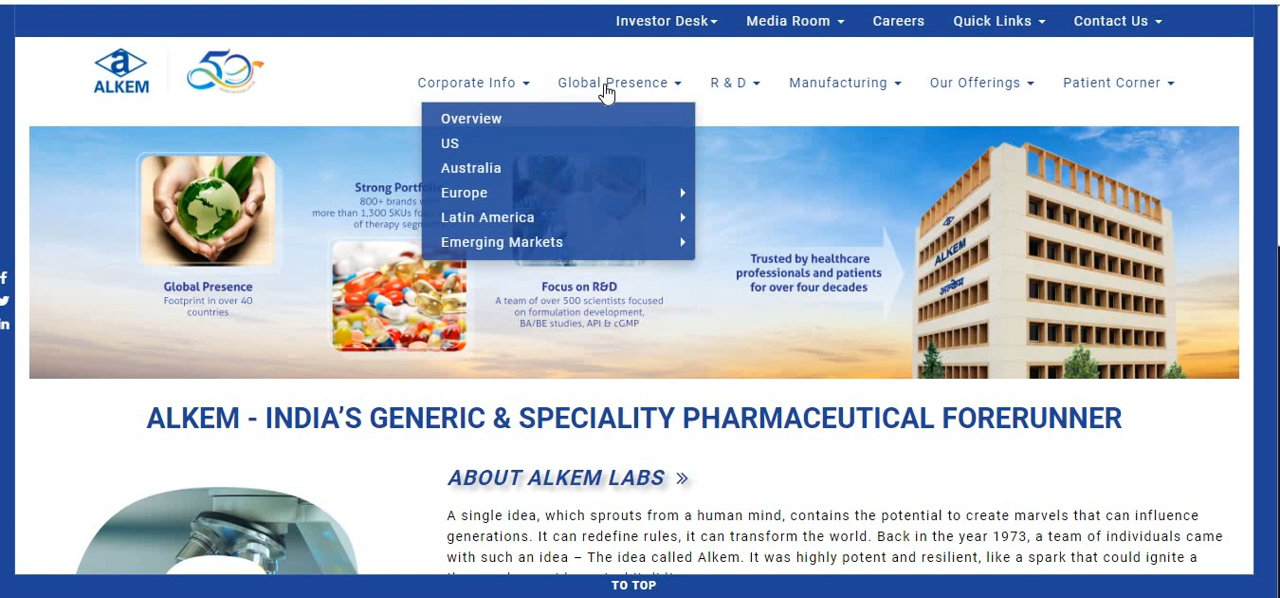 Investor Desk Media Room Careers Quick Links Contact Us
ALKEM
50
Corporate Info Global Presence R & D Manufacturing Our Offerings Patient Corner
Overview
US
Australia
Europe
Latin America
Emerging Markets
Global Presence
Footprint in over 40
countries
Strong
800+ brands
more than 1,300 SKUs
of therapy
Focus on R&D
A team of over 500 scientists focused
on formulation development,
BA/BE studies, API & cGMP
Trusted by healthcare
professionals and patients
for over four decades
ALKEM
अल्केम
ALKEM - INDIA’S GENERIC & SPECIALITY PHARMACEUTICAL FORERUNNER
ABOUT ALKEM LABS »
A single idea, which sprouts from a human mind, contains the potential to create marvels that can influence
generations. It can redefine rules, it can transform the world. Back in the year 1973, a team of individuals came
with such an idea – The idea called Alkem. It was highly potent and resilient, like a spark that could ignite a
TO TOP